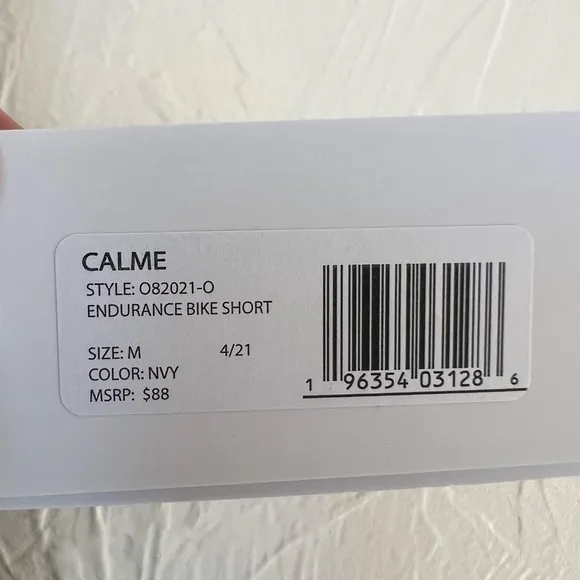 CALME
STYLE: O82021-O
ENDURANCE BIKE SHORT
SIZE: M 4/21
COLOR: NVY
MSRP: $88
1 96354 03128 6